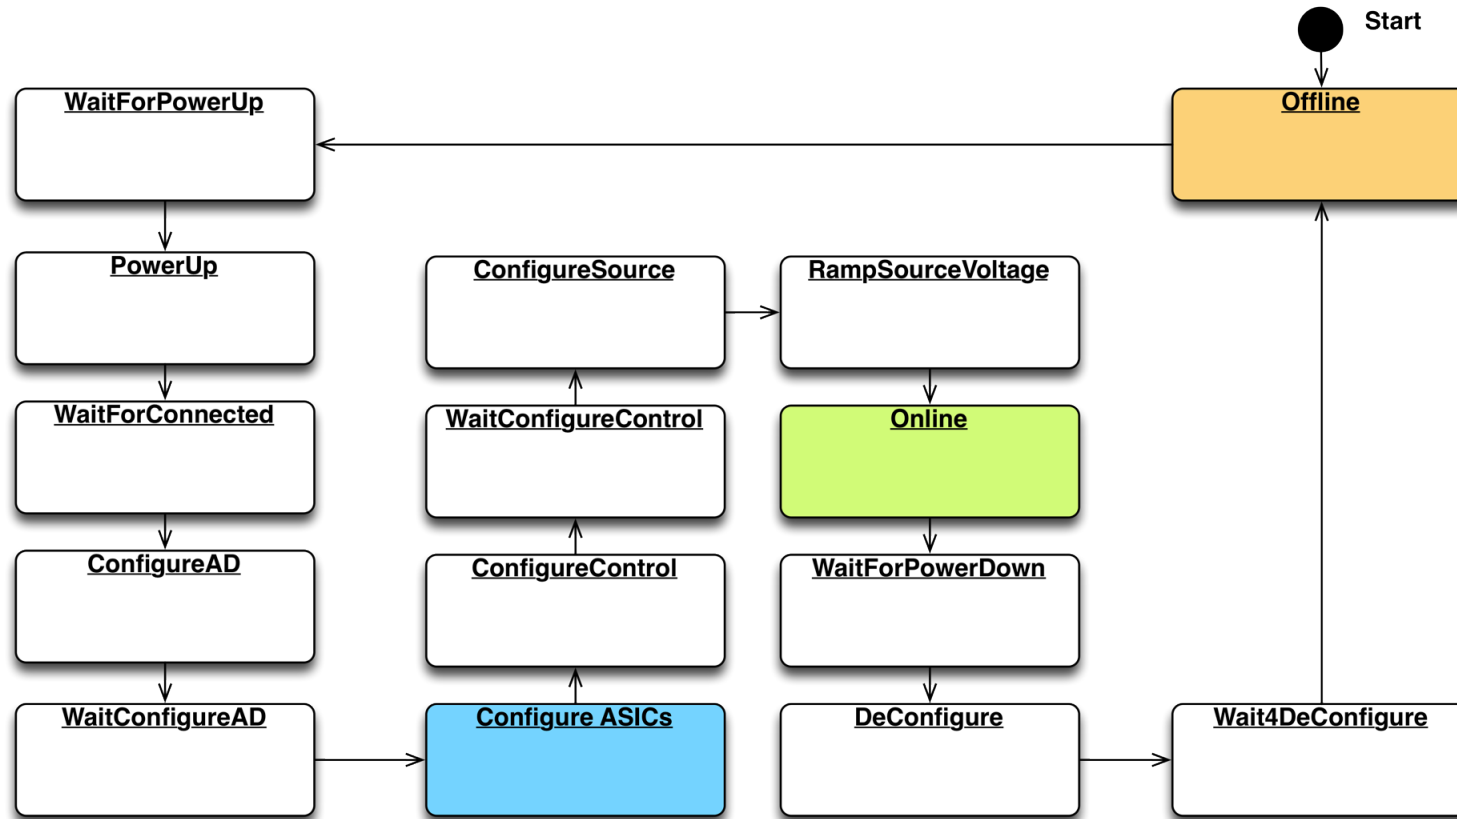 Start
WaitForPowerUp
Offline
PowerUp
ConfigureSource
RampSourceVoltage
WaitForConnected
WaitConfigureControl
Online
ConfigureAD
ConfigureControl
WaitForPowerDown
WaitConfigureAD
Configure ASICs
DeConfigure
Wait4DeConfigure